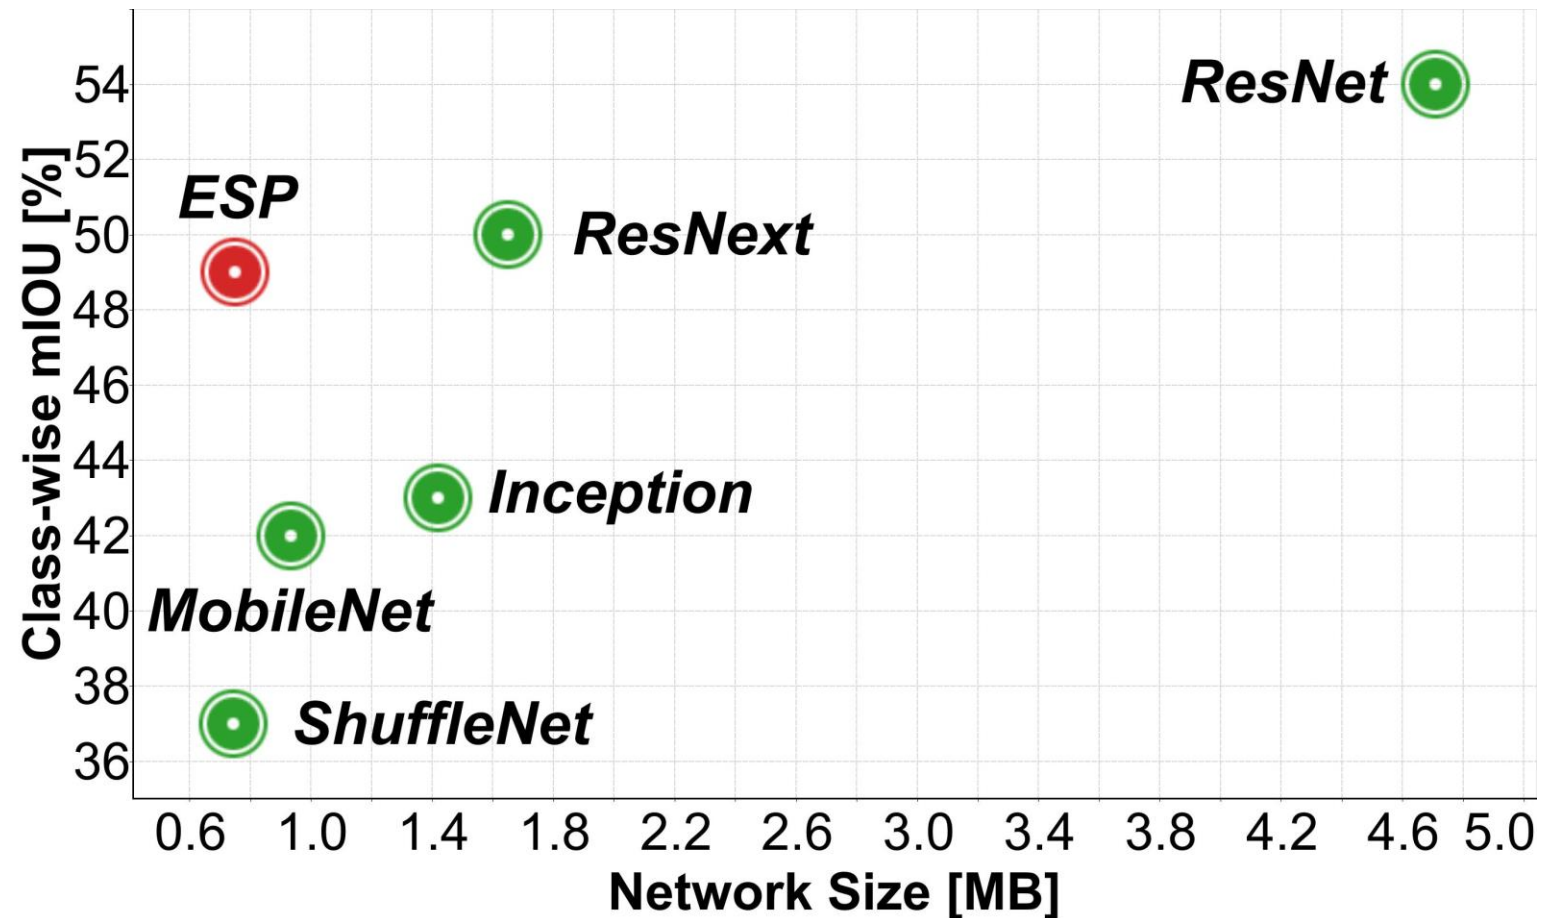 Class-wise mIOU [%]
54
52
50
48
46
44
42
40
38
36
ResNet
ESP
ResNext
Inception
MobileNet
ShuffleNet
0.6 1.0 1.4 1.8 2.2 2.6 3.0 3.4 3.8 4.2 4.6 5.0
Network Size [MB]